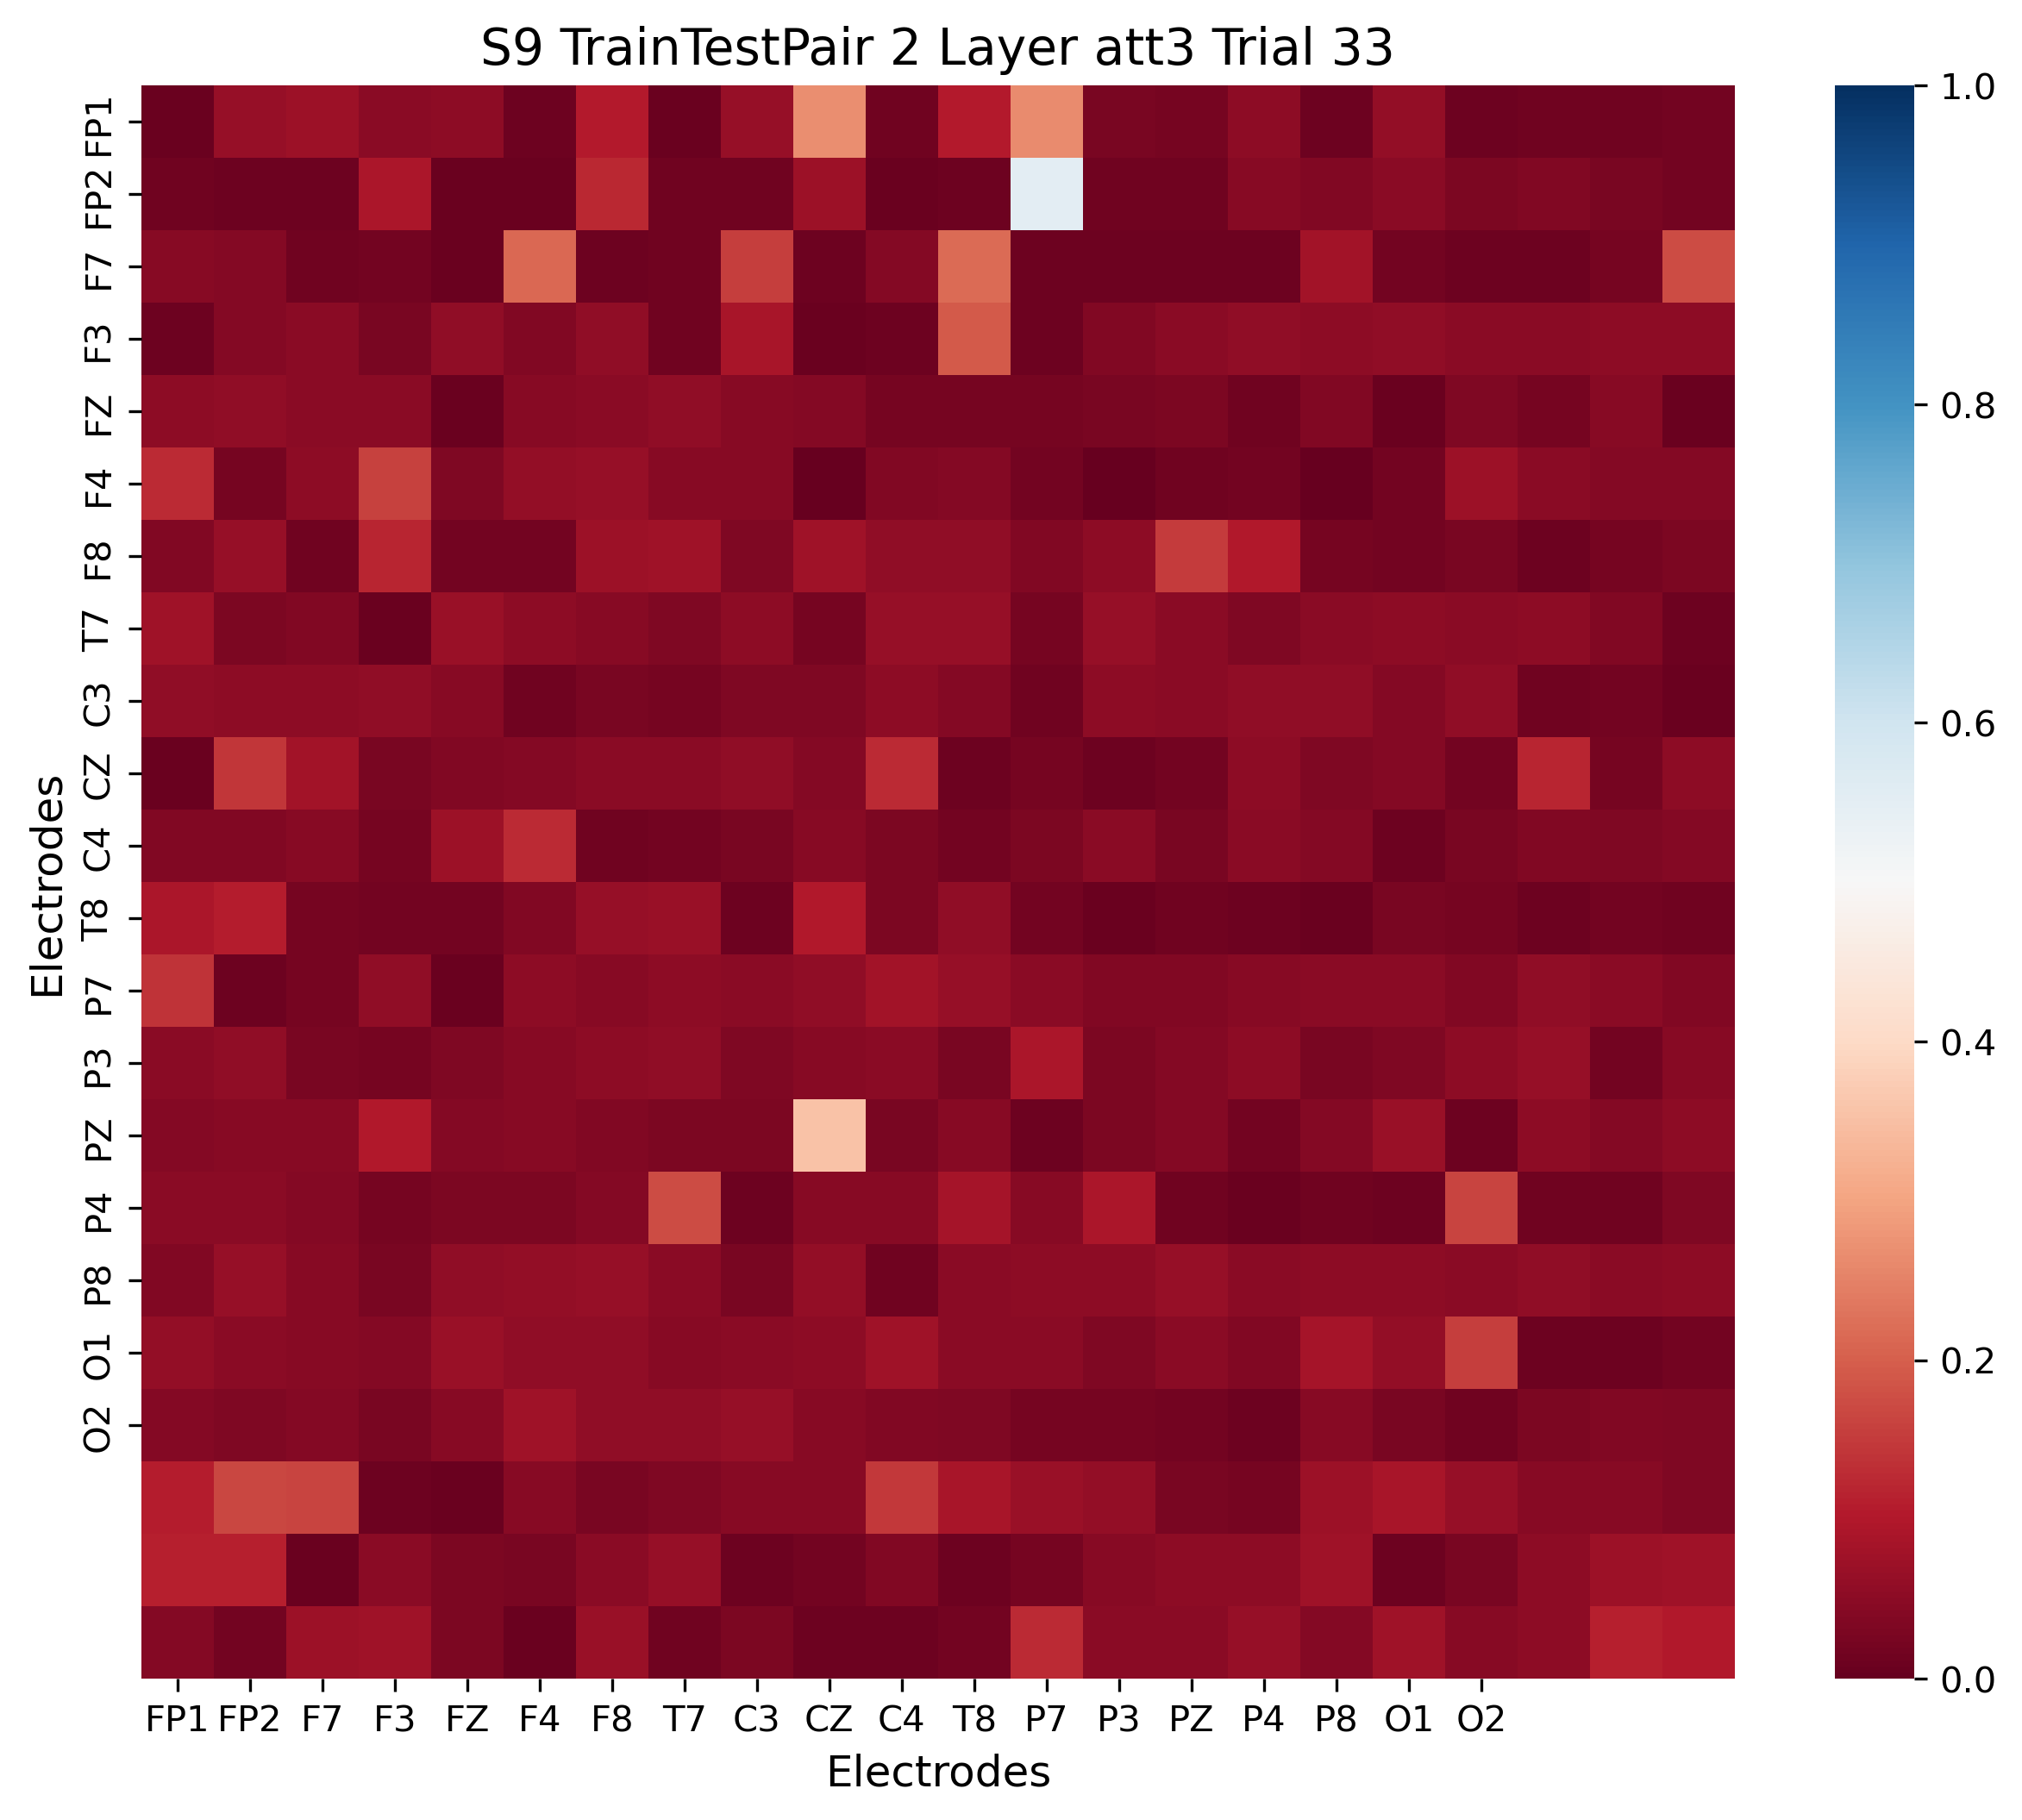 S9 TrainTestPair 2 Layer att3 Trial 33
Electrodes
FP1
FP2
F7
F3
FZ
F4
F8
T7
C3
CZ
C4
T8
P7
P3
PZ
P4
P8
O1
O2
FP1 FP2 F7 F3 FZ F4 F8 T7 C3 CZ C4 T8 P7 P3 PZ P4 P8 O1 O2
Electrodes
1.0
0.8
0.6
0.4
0.2
0.0